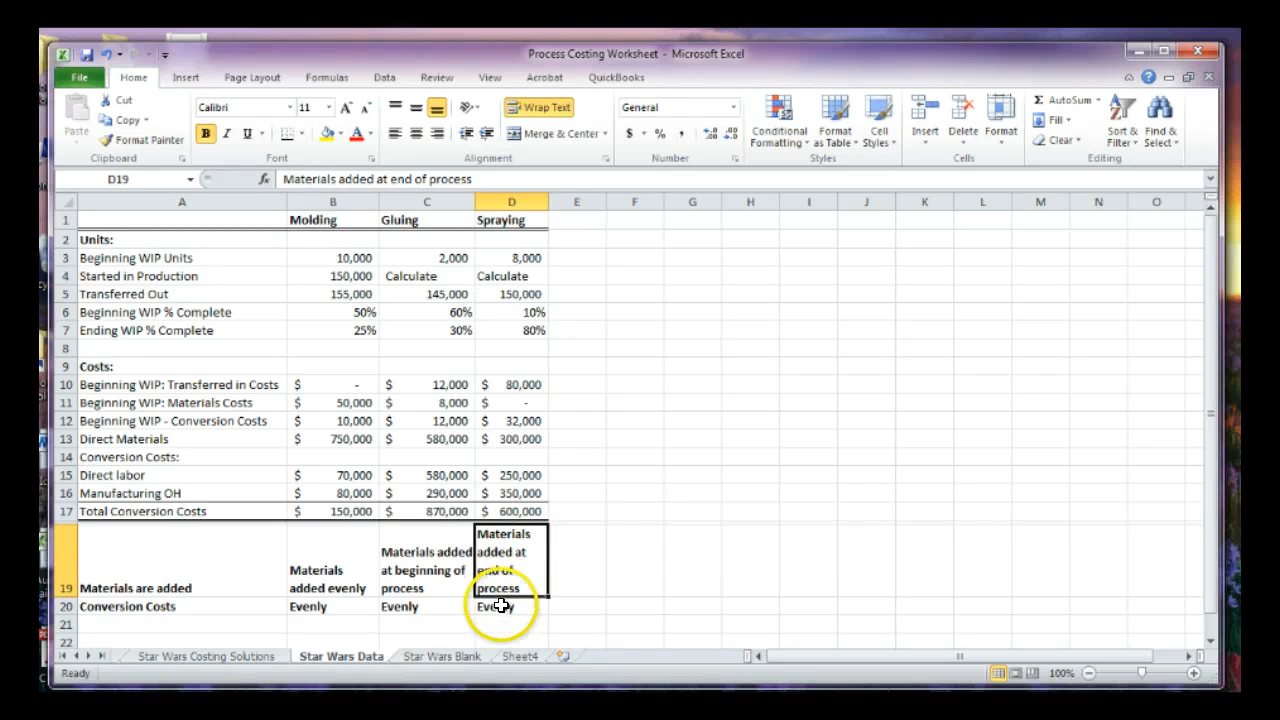 Process Costing Worksheet - Microsoft Excel
File Home Insert Page Layout Formulas Data Review View Acrobat QuickBooks
Paste
Cut
Copy
Format Painter
Clipboard
Calibri 11
B I U
Font
Wrap Text
Merge & Center
Alignment
General
$ % ,
Number
Conditional Formatting
Format as Table
Cell Styles
Styles
Insert Delete Format
Cells
Σ AutoSum
Fill
Clear
Sort & Filter
Find & Select
Editing
D19 fx Materials added at end of process
A B C D E F G H I J K L M N O
1 Molding Gluing Spraying
2 Units:
3 Beginning WIP Units 10,000 2,000 8,000
4 Started in Production 150,000 Calculate Calculate
5 Transferred Out 155,000 145,000 150,000
6 Beginning WIP % Complete 50% 60% 10%
7 Ending WIP % Complete 25% 30% 80%
8
9 Costs:
10 Beginning WIP: Transferred in Costs $ - $ 12,000 $ 80,000
11 Beginning WIP: Materials Costs $ 50,000 $ 8,000 $ -
12 Beginning WIP - Conversion Costs $ 10,000 $ 12,000 $ 32,000
13 Direct Materials $ 750,000 $ 580,000 $ 300,000
14 Conversion Costs:
15 Direct labor $ 70,000 $ 580,000 $ 250,000
16 Manufacturing OH $ 80,000 $ 290,000 $ 350,000
17 Total Conversion Costs $ 150,000 $ 870,000 $ 600,000
19 Materials are added
Materials
added evenly
Materials added
at beginning of
process
Materials
added at
end of
process
20 Conversion Costs Evenly Evenly Evenly
21
22
Star Wars Costing Solutions Star Wars Data Star Wars Blank Sheet4
Ready 100%